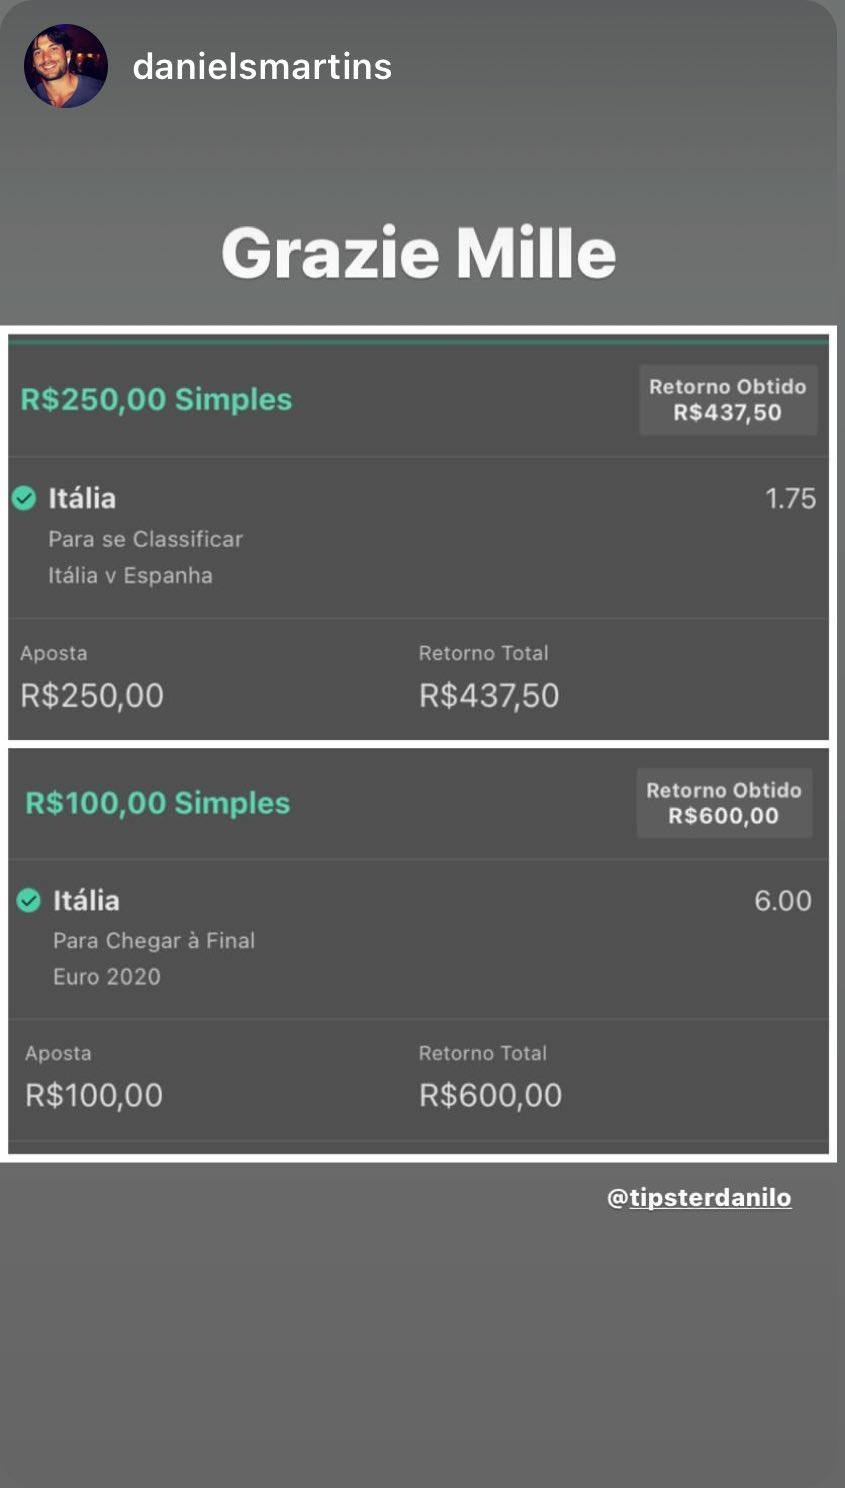 danielsmartins
Grazie Mille
R$250,00 Simples
Retorno Obtido
R$437,50
Itália
1.75
Para se Classificar
Itália v Espanha
Aposta
Retorno Total
R$250,00
R$437,50
R$100,00 Simples
Retorno Obtido
R$600,00
Itália
6.00
Para Chegar à Final
Euro 2020
Aposta
Retorno Total
R$100,00
R$600,00
@tipsterdanilo